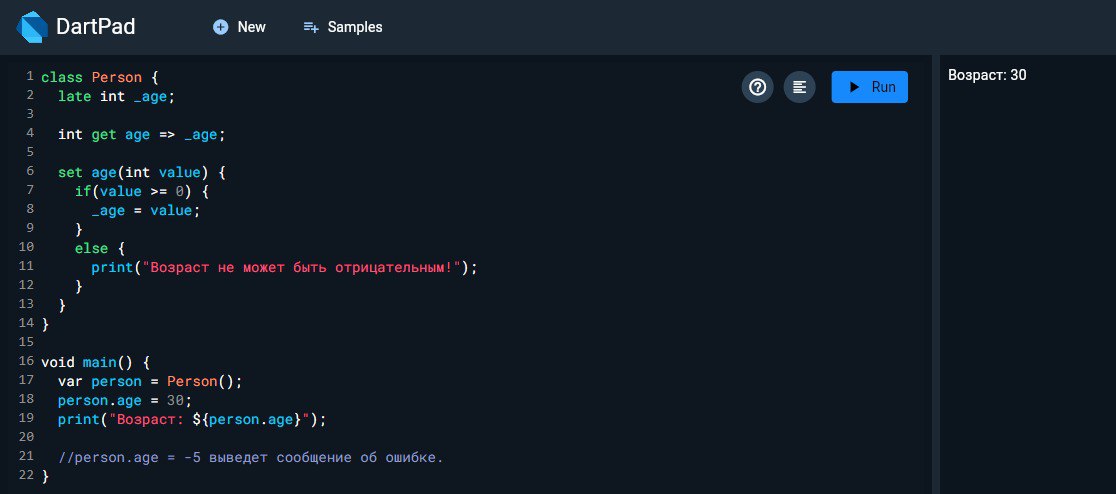 DartPad
New
Samples
Run
1 class Person {
2   late int _age;
3
4   int get age => _age;
5
6   set age(int value) {
7     if(value >= 0) {
8       _age = value;
9     }
10     else {
11       print("Возраст не может быть отрицательным!");
12     }
13   }
14 }
15
16 void main() {
17   var person = Person();
18   person.age = 30;
19   print("Возраст: ${person.age}");
20
21   //person.age = -5 выведет сообщение об ошибке.
22 }
Возраст: 30